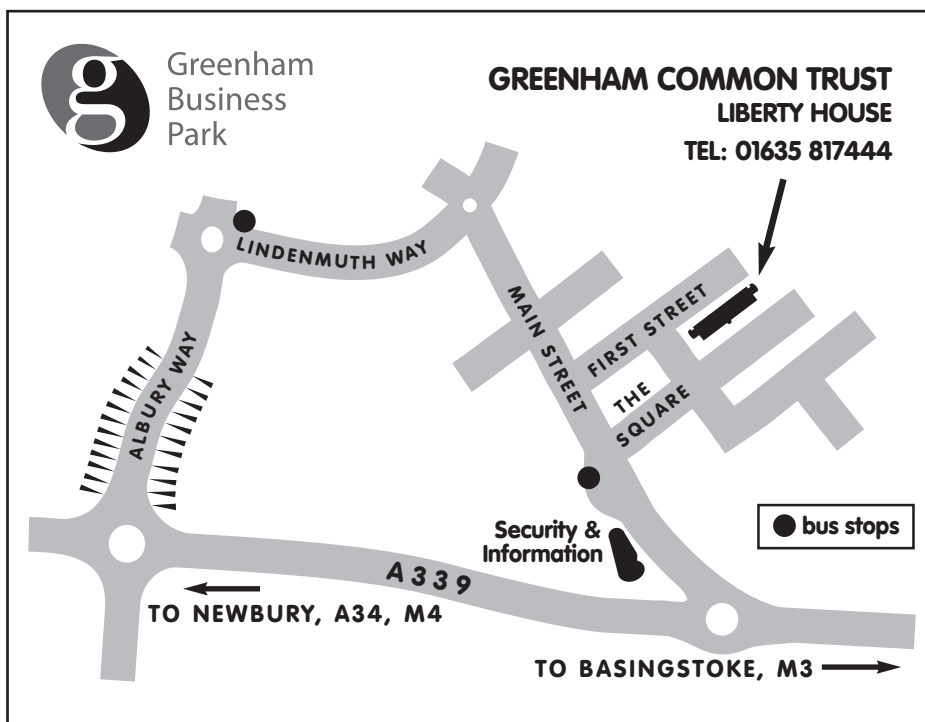 g
Greenham
Business
Park
GREENHAM COMMON TRUST
LIBERTY HOUSE
TEL: 01635 817444
LINDENMUTH WAY
MAIN STREET
FIRST STREET
THE
SQUARE
ALBURY WAY
Security &
Information
bus stops
A339
TO NEWBURY, A34, M4
TO BASINGSTOKE, M3